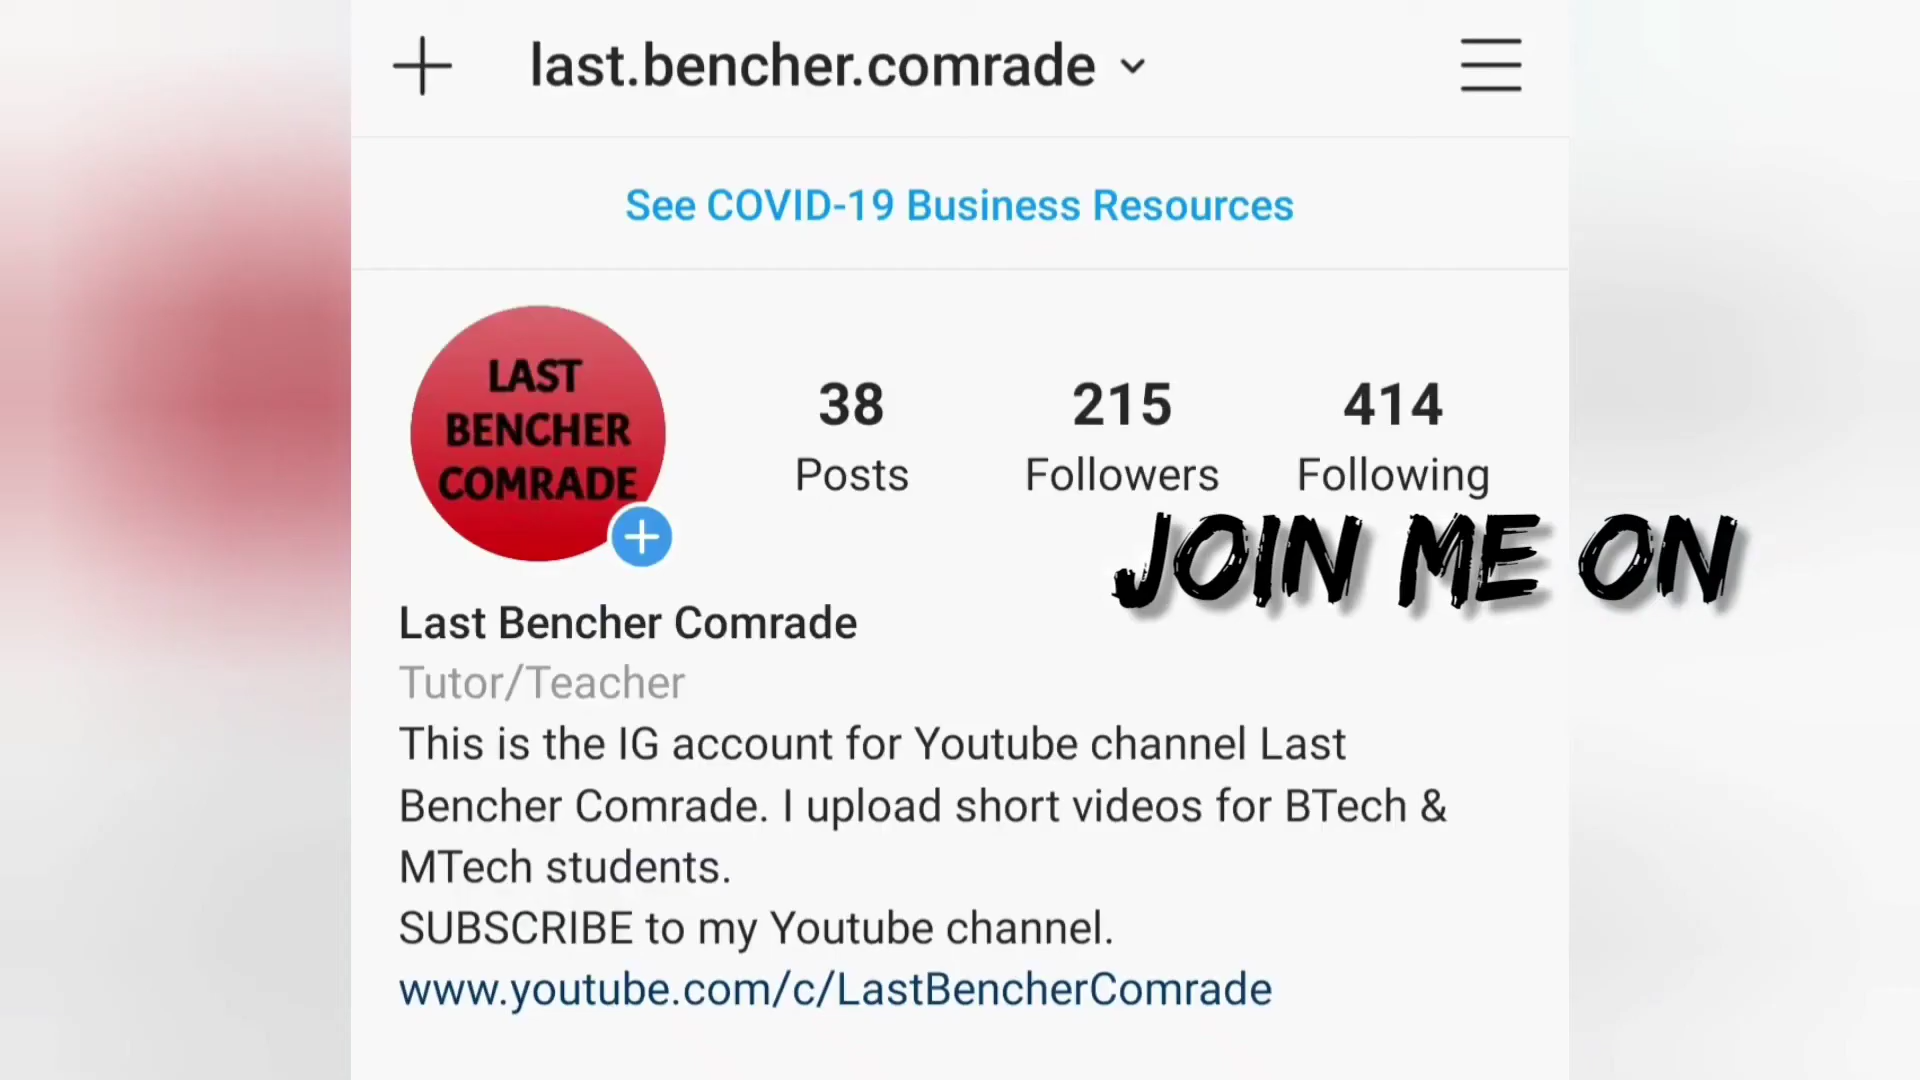 last.bencher.comrade
See COVID-19 Business Resources
LAST
BENCHER
COMRADE
38
Posts
215
Followers
414
Following
JOIN ME ON
Last Bencher Comrade
Tutor/Teacher
This is the IG account for Youtube channel Last
Bencher Comrade. I upload short videos for BTech &
MTech students.
SUBSCRIBE to my Youtube channel.
www.youtube.com/c/LastBencherComrade